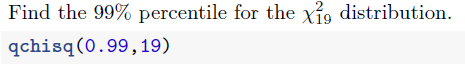 Find the 99% percentile for the χ²₁₉ distribution.
qchisq(0.99,19)